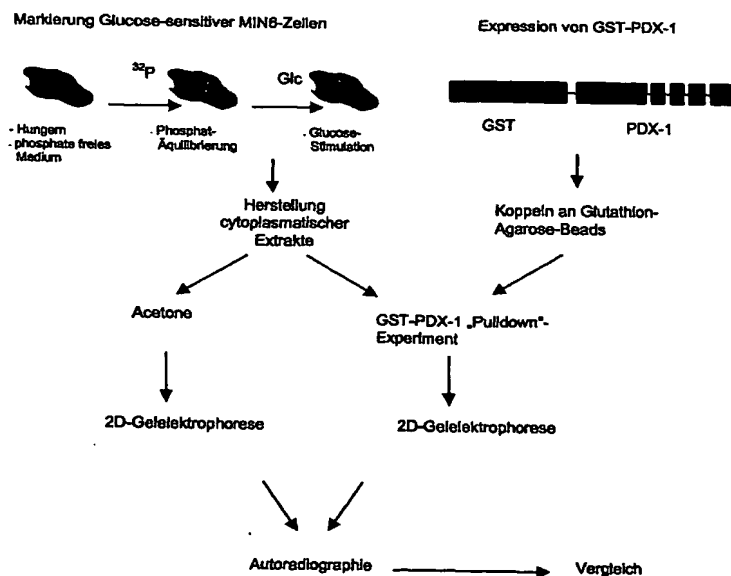 Markierung Glucose-sensitiver MIN6-Zellen
Expression von GST-PDX-1
32P
Glc
- Hungern
- phosphate freies
Medium
. Phosphat-
Äquilibrierung
. Glucose-
Stimulation
GST
PDX-1
Herstellung
cytoplasmatischer
Extrakte
Koppeln an Glutathion-
Agarose-Beads
Acetone
GST-PDX-1 „Pulldown"-
Experiment
2D-Gelelektrophorese
2D-Gelelektrophorese
Autoradiographie
Vergleich